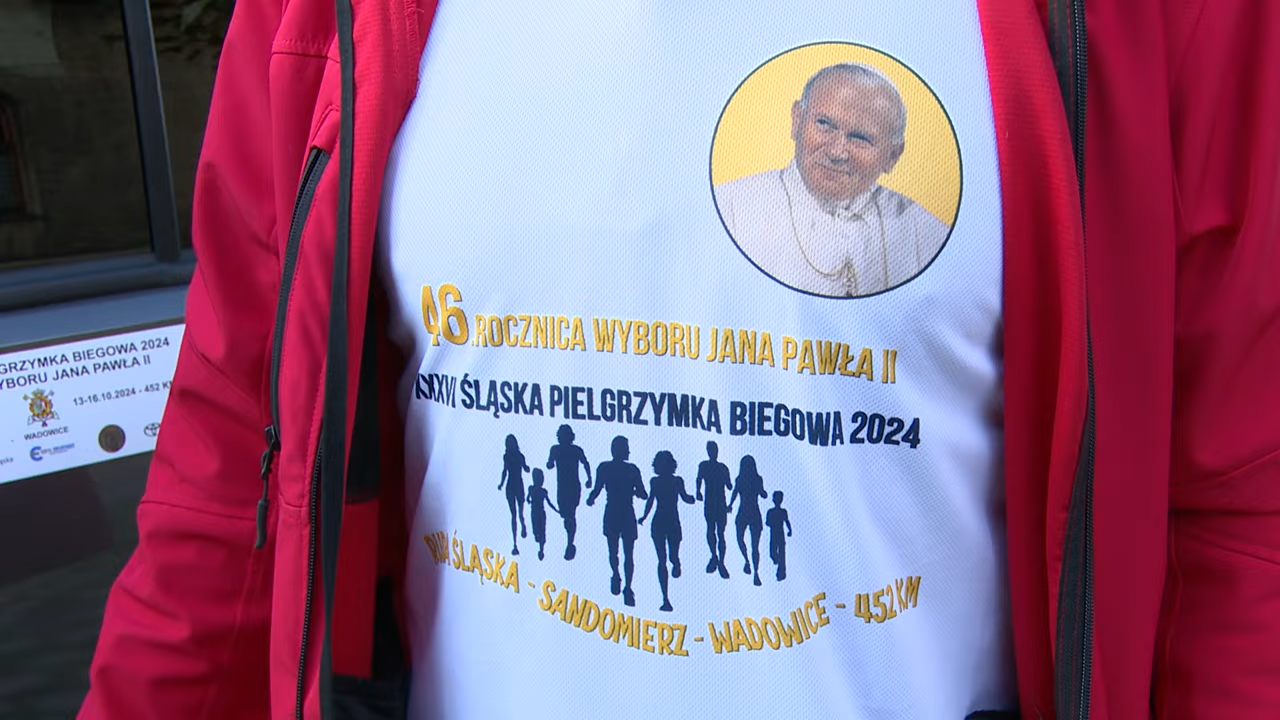 46.ROCZNICA WYBORU JANA PAWŁA II
ŚLĄSKA PIELGRZYMKA BIEGOWA 2024
ŚLĄSKA - SANDOMIERZ - WADOWICE - 452 KM
GRZYMKA BIEGOWA 2024
YBORU JANA PAWŁA II
13-16.10.2024 - 452 K
WADOWICE